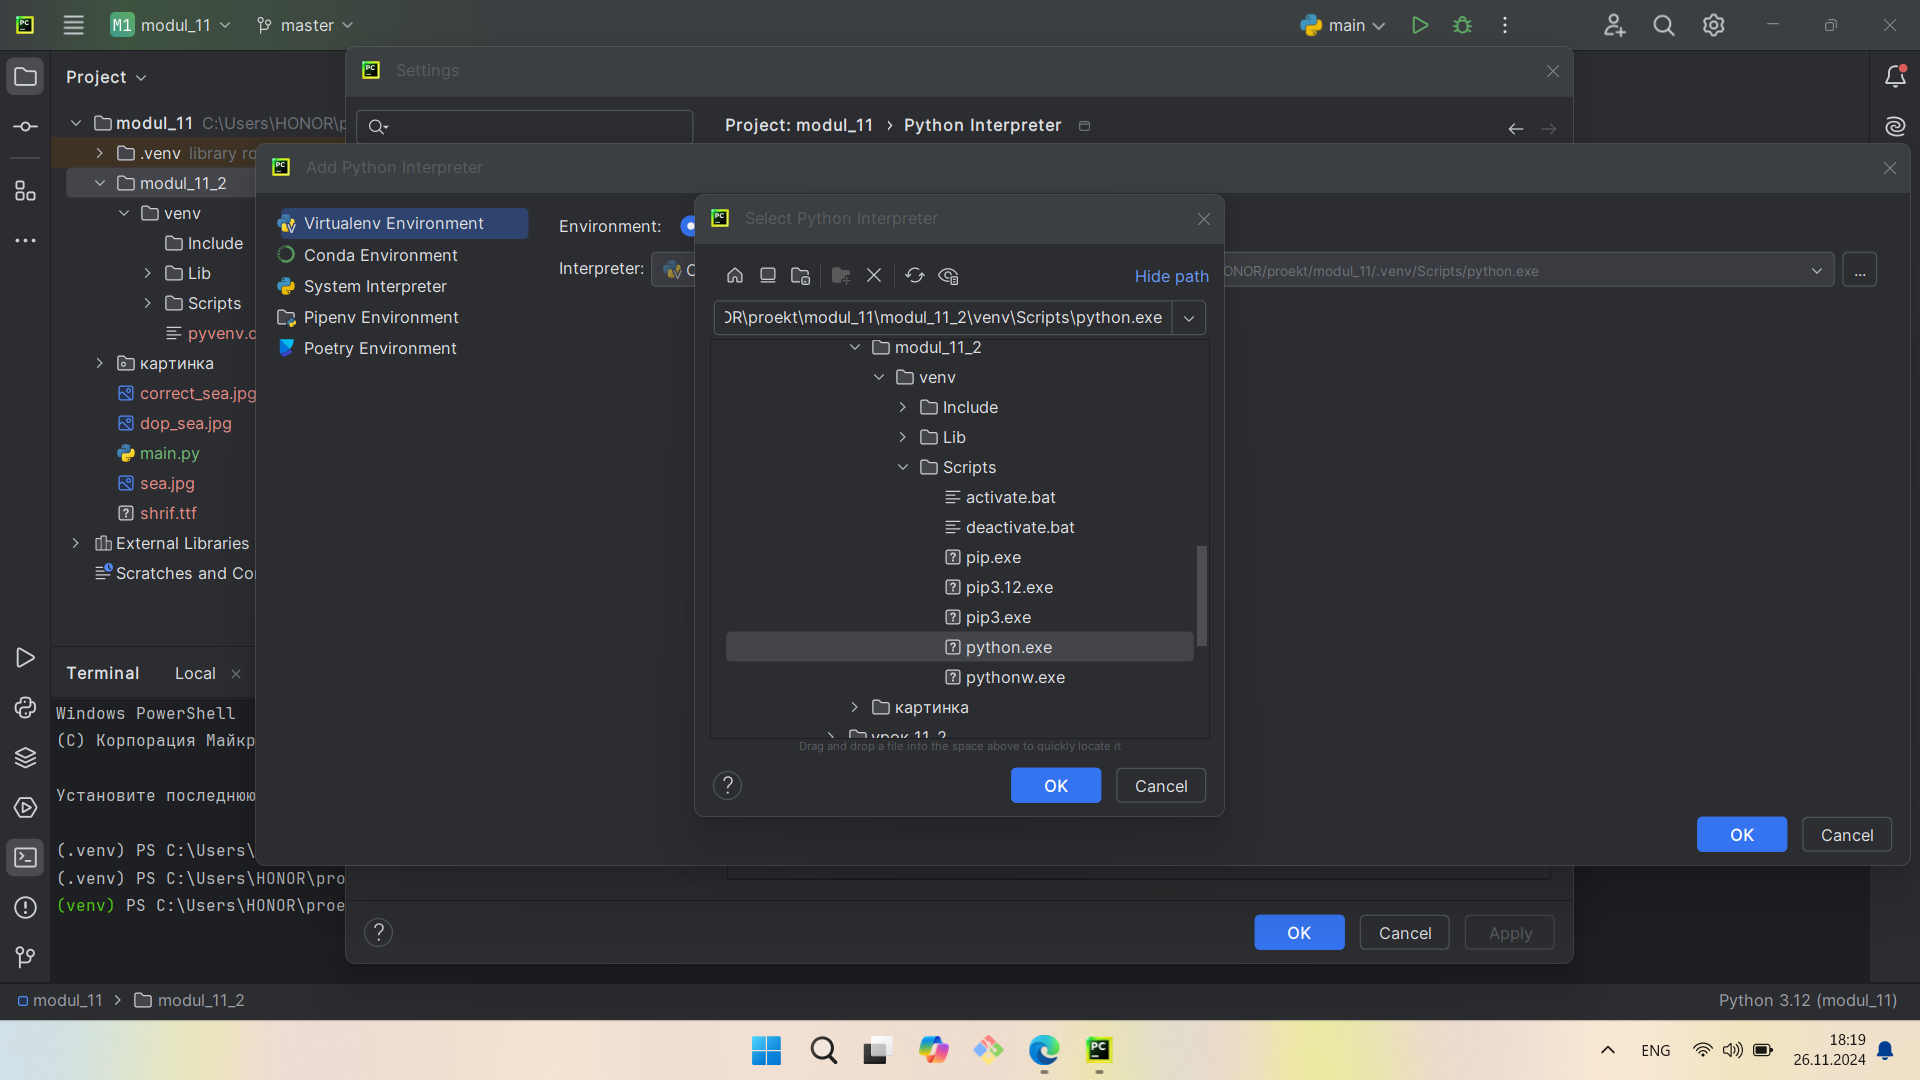 PC
M1 modul_11
master
main
Project
modul_11 C:\Users\HONOR\p
.venv library ro
modul_11_2
venv
Include
Lib
Scripts
pyvenv.c
картинка
correct_sea.jpg
dop_sea.jpg
main.py
sea.jpg
shrif.ttf
External Libraries
Scratches and Co
Settings
Project: modul_11 › Python Interpreter
Add Python Interpreter
Virtualenv Environment
Conda Environment
System Interpreter
Pipenv Environment
Poetry Environment
Environment:
Interpreter:
ONOR/proekt/modul_11/.venv/Scripts/python.exe
...
Select Python Interpreter
Hide path
OR\proekt\modul_11\modul_11_2\venv\Scripts\python.exe
modul_11_2
venv
Include
Lib
Scripts
activate.bat
deactivate.bat
pip.exe
pip3.12.exe
pip3.exe
python.exe
pythonw.exe
картинка
урок 11_2
Drag and drop a file into the space above to quickly locate it
? OK Cancel
OK Cancel
? OK Cancel Apply
Terminal Local
Windows PowerShell
(C) Корпорация Майкр
Установите последнюю
(.venv) PS C:\Users\
(.venv) PS C:\Users\HONOR\pro
(venv) PS C:\Users\HONOR\proe
modul_11 > modul_11_2
Python 3.12 (modul_11)
ENG
18:19
26.11.2024